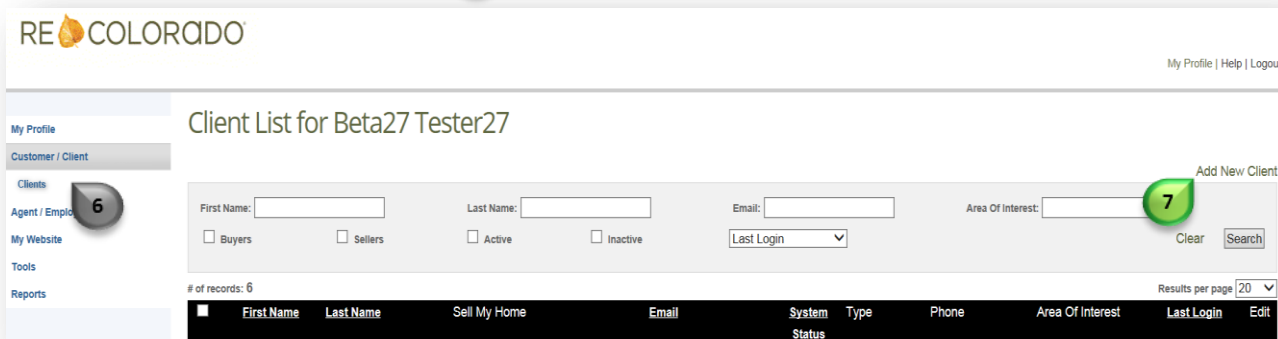 RECOLORADO
My Profile | Help | Logou
My Profile
Customer / Client
Clients
Agent / Emplo
My Website
Tools
Reports
6
Client List for Beta27 Tester27
Add New Client
7
First Name: Last Name: Email: Area Of Interest:
Buyers Sellers Active Inactive Last Login Clear Search
# of records: 6 Results per page 20
First Name Last Name Sell My Home Email System Type Phone Area Of Interest Last Login Edit
Status